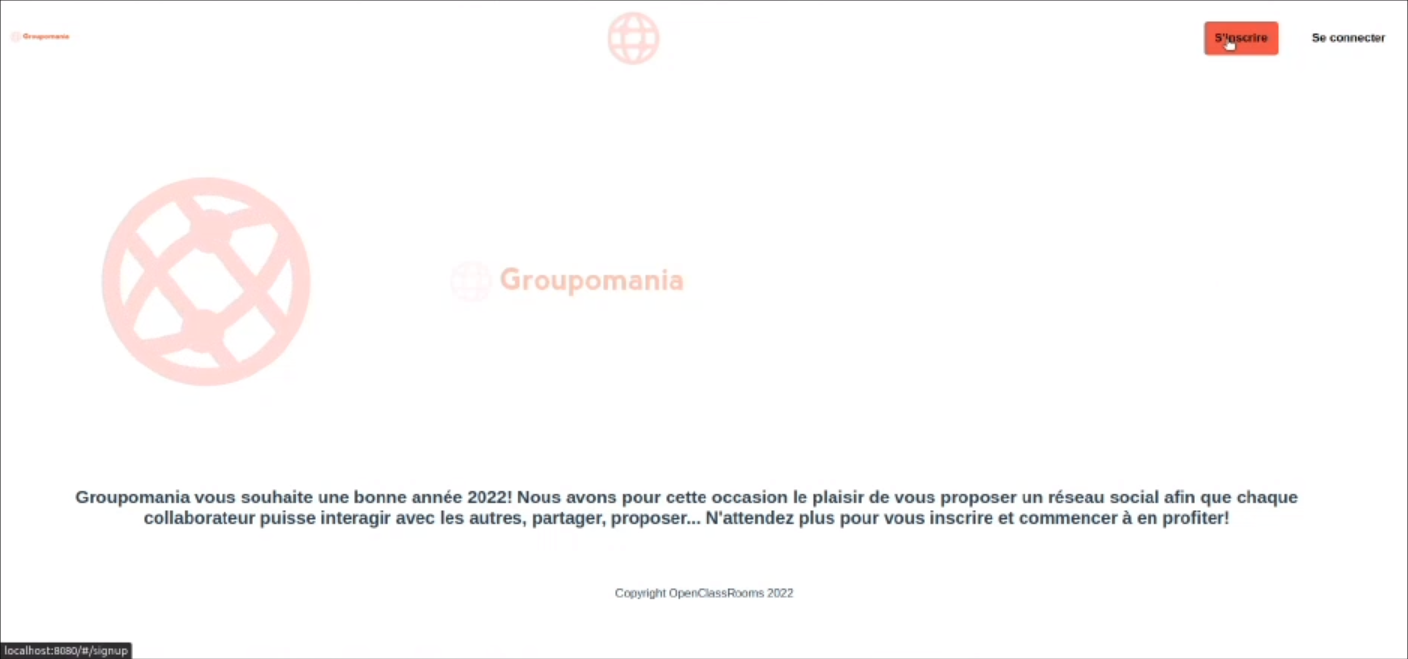 Groupomania
S'inscrire
Se connecter
Groupomania
Groupomania vous souhaite une bonne année 2022! Nous avons pour cette occasion le plaisir de vous proposer un réseau social afin que chaque
collaborateur puisse interagir avec les autres, partager, proposer... N'attendez plus pour vous inscrire et commencer à en profiter!
Copyright OpenClassRooms 2022
localhost:8080/#/signup